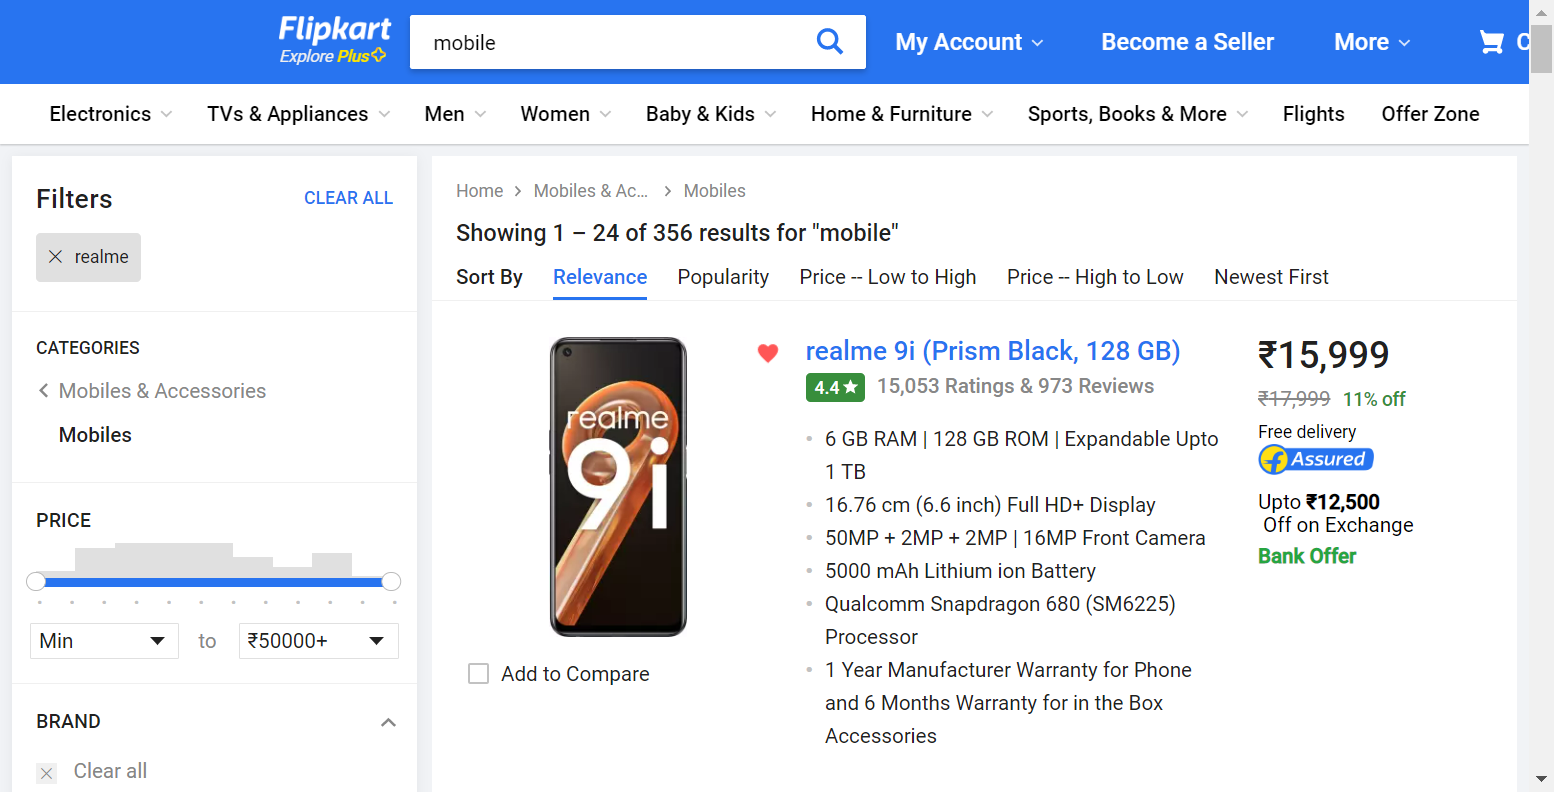 Flipkart
Explore Plus
mobile
My Account
Become a Seller
More
Electronics
TVs & Appliances
Men
Women
Baby & Kids
Home & Furniture
Sports, Books & More
Flights
Offer Zone
Filters
CLEAR ALL
realme
CATEGORIES
Mobiles & Accessories
Mobiles
PRICE
Min
to
₹50000+
BRAND
Clear all
Home
Mobiles & Ac...
Mobiles
Showing 1 – 24 of 356 results for "mobile"
Sort By
Relevance
Popularity
Price -- Low to High
Price -- High to Low
Newest First
realme
9i
Add to Compare
realme 9i (Prism Black, 128 GB)
4.4★
15,053 Ratings & 973 Reviews
6 GB RAM | 128 GB ROM | Expandable Upto
1 TB
16.76 cm (6.6 inch) Full HD+ Display
50MP + 2MP + 2MP | 16MP Front Camera
5000 mAh Lithium ion Battery
Qualcomm Snapdragon 680 (SM6225)
Processor
1 Year Manufacturer Warranty for Phone
and 6 Months Warranty for in the Box
Accessories
₹15,999
₹17,999
11% off
Free delivery
f Assured
Upto ₹12,500
Off on Exchange
Bank Offer